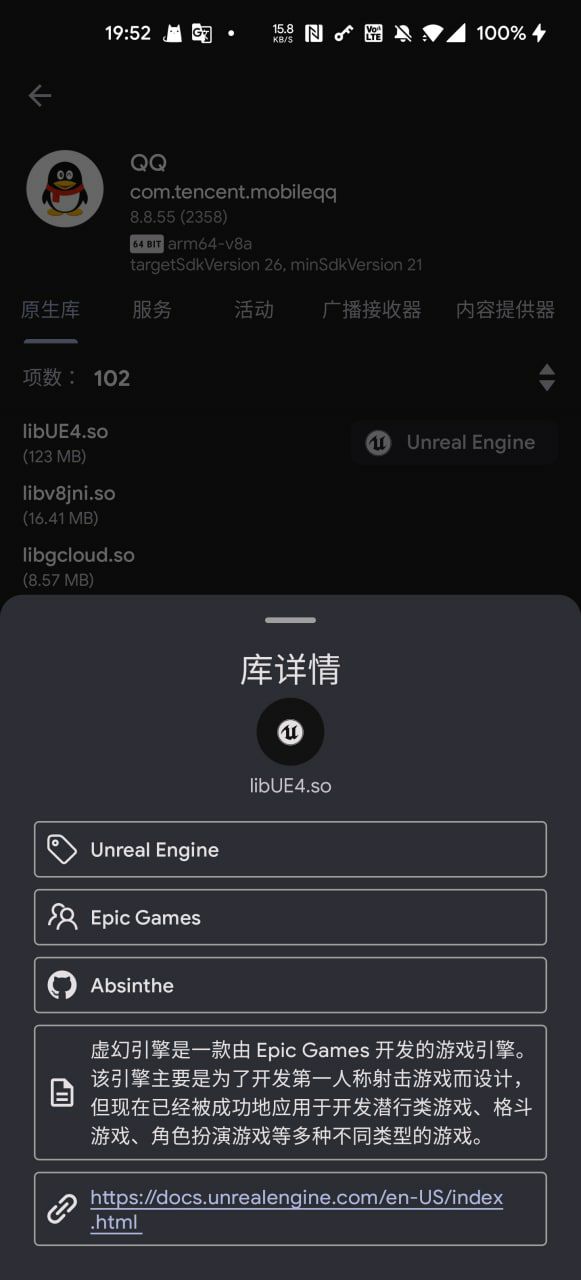 19:52 15.8 KB/S VoLTE 100%
QQ
com.tencent.mobileqq
8.8.55 (2358)
64 BIT arm64-v8a
targetSdkVersion 26, minSdkVersion 21
原生库 服务 活动 广播接收器 内容提供器
项数： 102
libUE4.so
(123 MB)
Unreal Engine
libv8jni.so
(16.41 MB)
libgcloud.so
(8.57 MB)
库详情
libUE4.so
Unreal Engine
Epic Games
Absinthe
虚幻引擎是一款由 Epic Games 开发的游戏引擎。
该引擎主要是为了开发第一人称射击游戏而设计，
但现在已经被成功地应用于开发潜行类游戏、格斗
游戏、角色扮演游戏等多种不同类型的游戏。
https://docs.unrealengine.com/en-US/index
.html